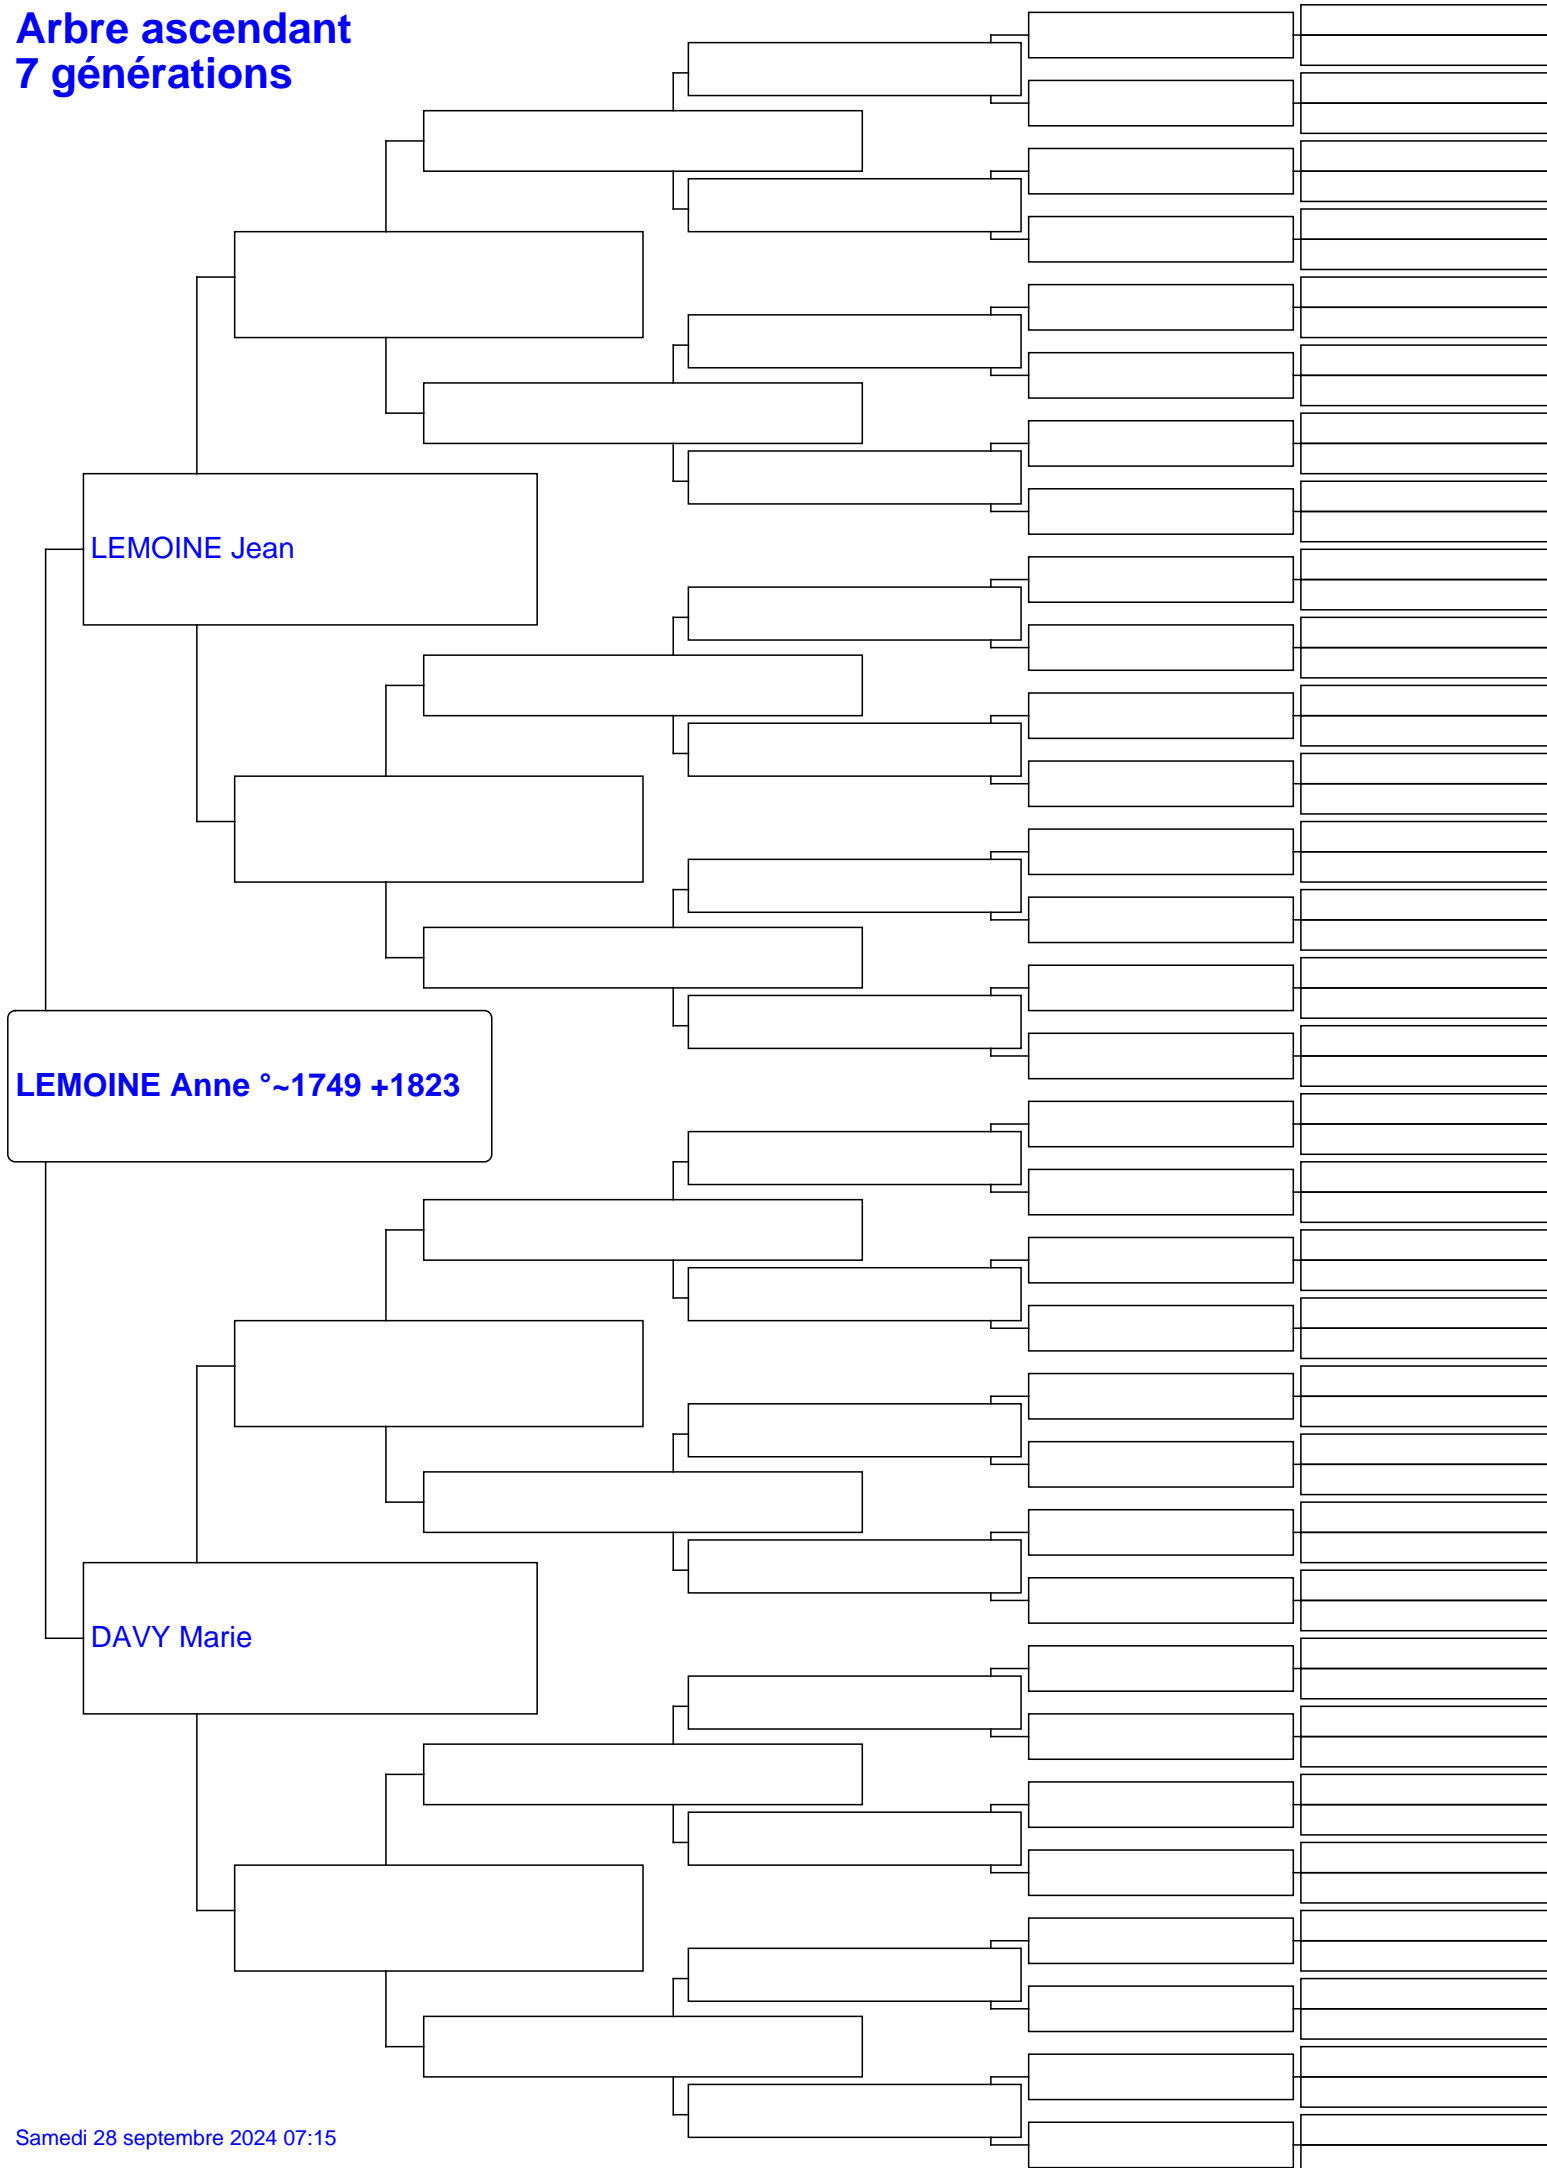 Arbre ascendant
7 générations
LEMOINE Jean
LEMOINE Anne °~1749 +1823
DAVY Marie
Samedi 28 septembre 2024 07:15